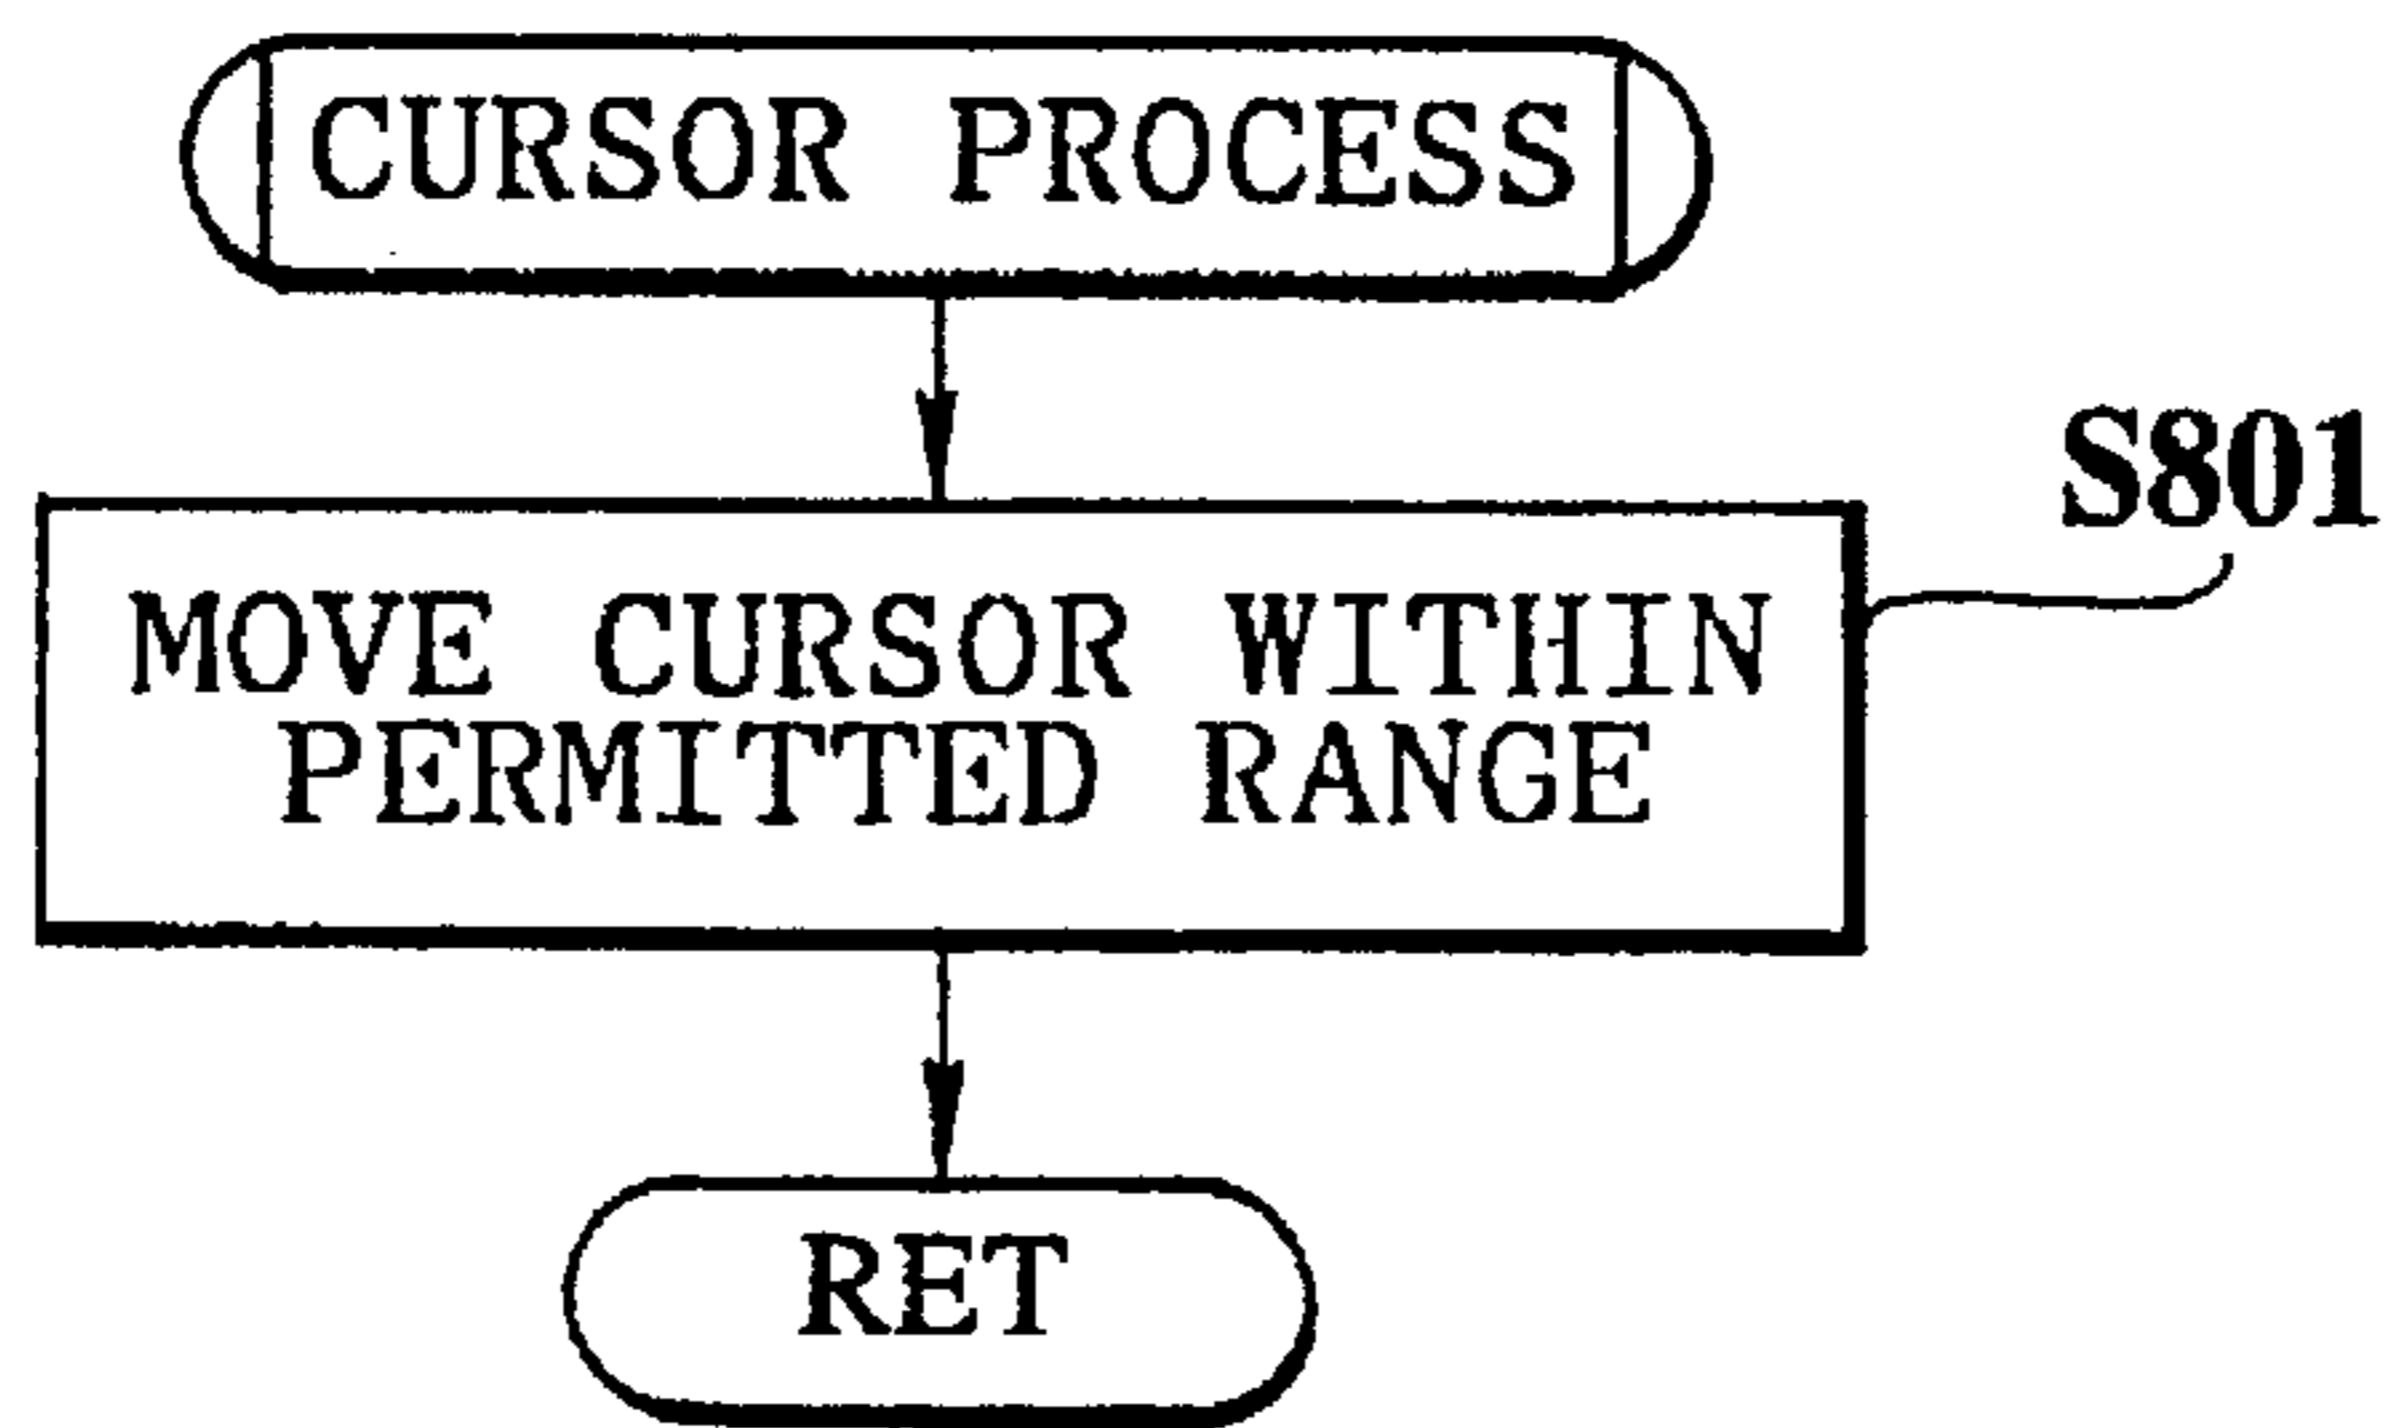 CURSOR PROCESS
S801
MOVE CURSOR WITHIN
PERMITTED RANGE
RET